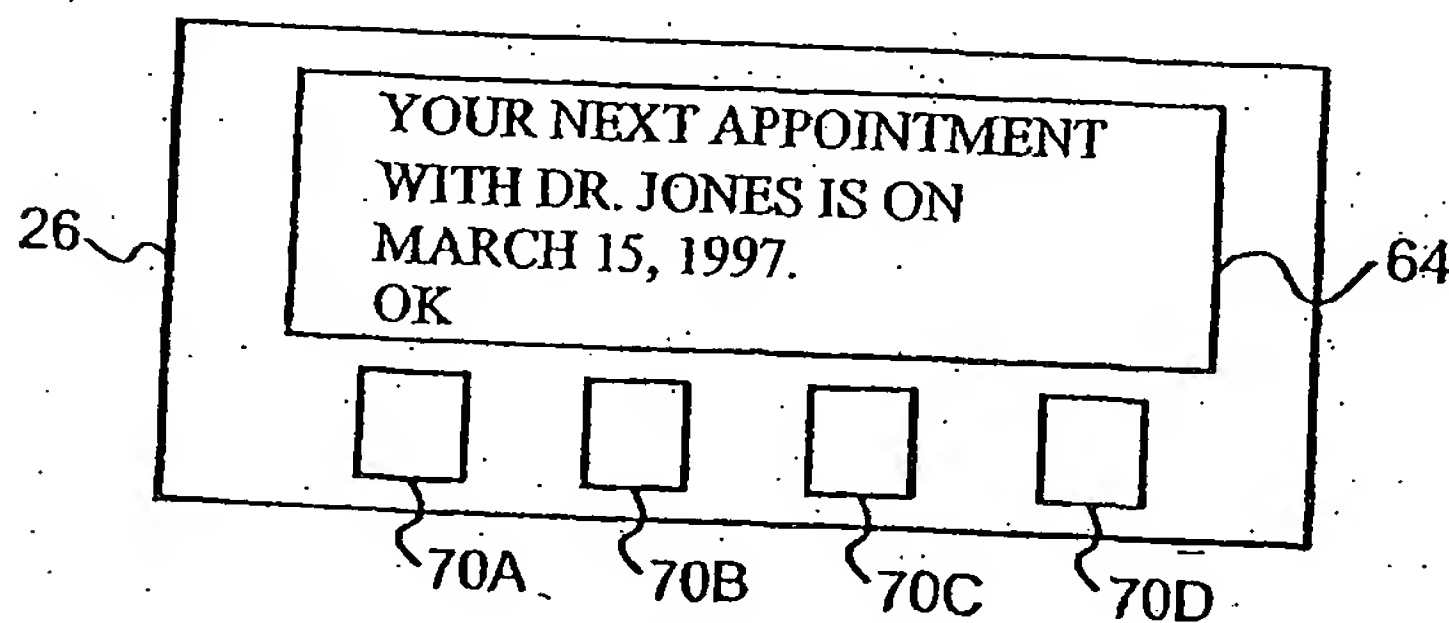 YOUR NEXT APPOINTMENT
WITH DR. JONES IS ON
MARCH 15, 1997.
OK
26
64
70A
70B
70C
70D